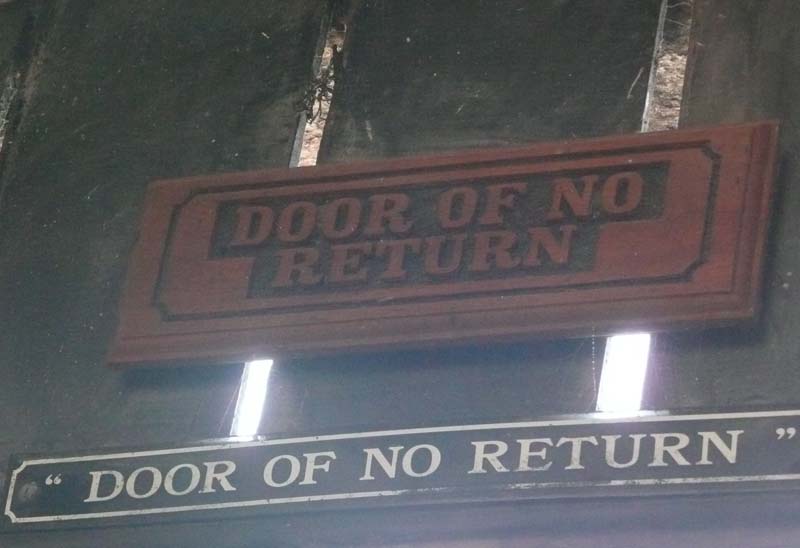 DOOR OF NO
RETURN
“ DOOR OF NO RETURN ”